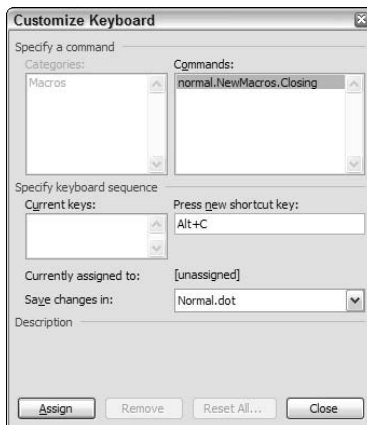 Customize Keyboard
Specify a command
Categories:
Commands:
Macros
normal.NewMacros.Closing
Specify keyboard sequence
Current keys:
Press new shortcut key:
Alt+C
Currently assigned to:
[unassigned]
Save changes in:
Normal.dot
Description
Assign
Remove
Reset All...
Close